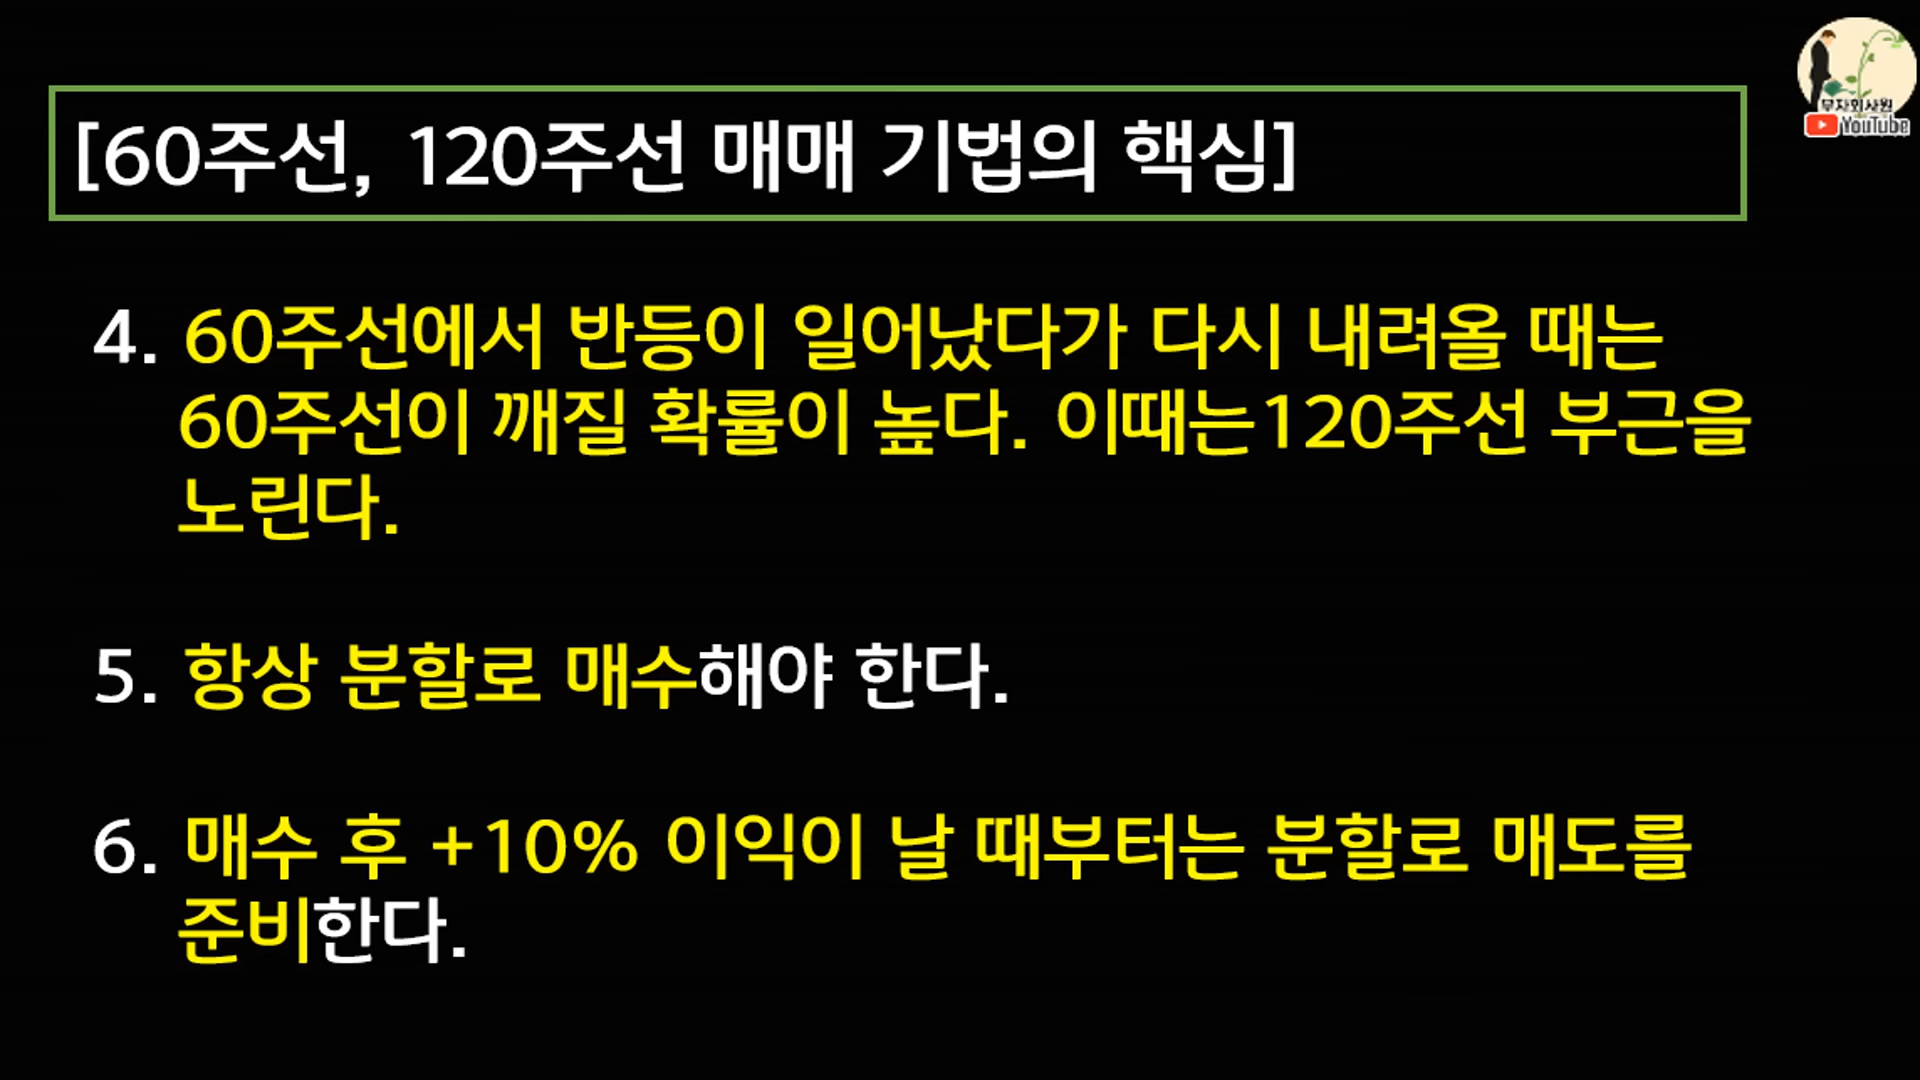 부자회사원
YouTube
[60주선, 120주선 매매 기법의 핵심]
4. 60주선에서 반등이 일어났다가 다시 내려올 때는
60주선이 깨질 확률이 높다. 이때는120주선 부근을
노린다.
5. 항상 분할로 매수해야 한다.
6. 매수 후 +10% 이익이 날 때부터는 분할로 매도를
준비한다.